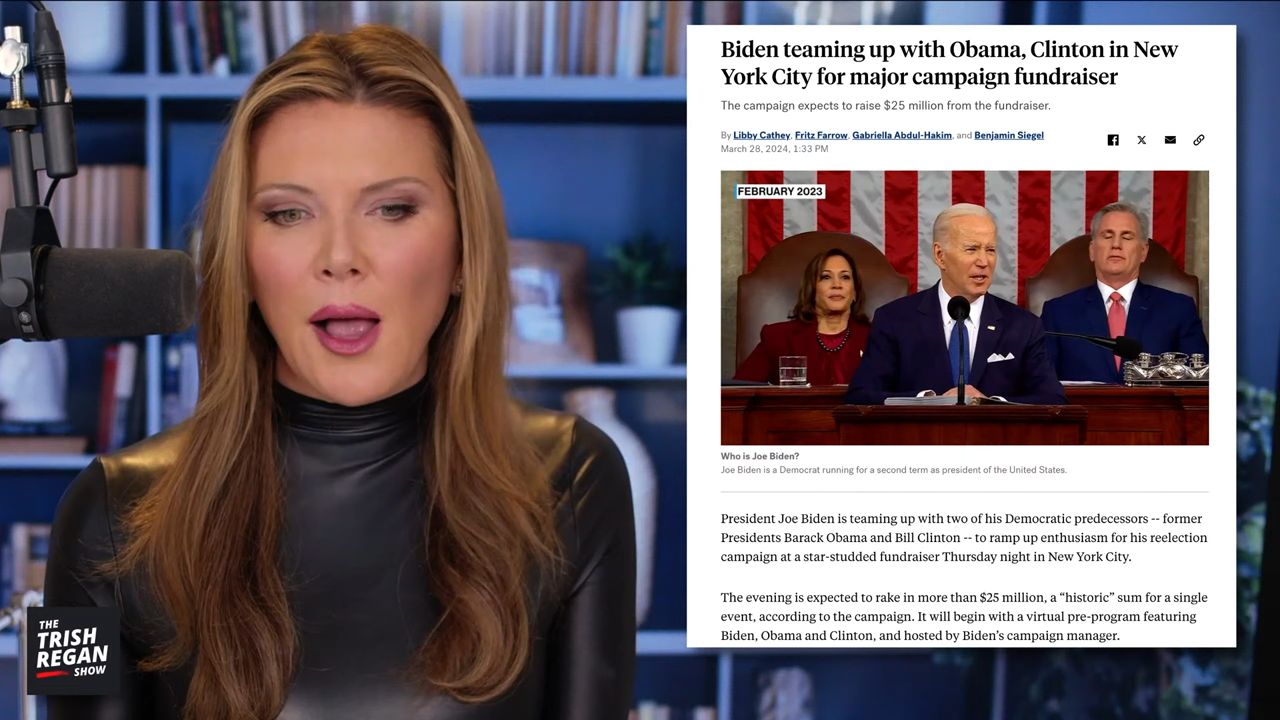 Biden teaming up with Obama, Clinton in New
York City for major campaign fundraiser
The campaign expects to raise $25 million from the fundraiser.
By Libby Cathey, Fritz Farrow, Gabriella Abdul-Hakim, and Benjamin Siegel
March 28, 2024, 1:33 PM
FEBRUARY 2023
Who is Joe Biden?
Joe Biden is a Democrat running for a second term as president of the United States.
President Joe Biden is teaming up with two of his Democratic predecessors -- former
Presidents Barack Obama and Bill Clinton -- to ramp up enthusiasm for his reelection
campaign at a star-studded fundraiser Thursday night in New York City.
The evening is expected to rake in more than $25 million, a “historic” sum for a single
event, according to the campaign. It will begin with a virtual pre-program featuring
Biden, Obama and Clinton, and hosted by Biden’s campaign manager.
THE
TRISH
REGAN
SHOW